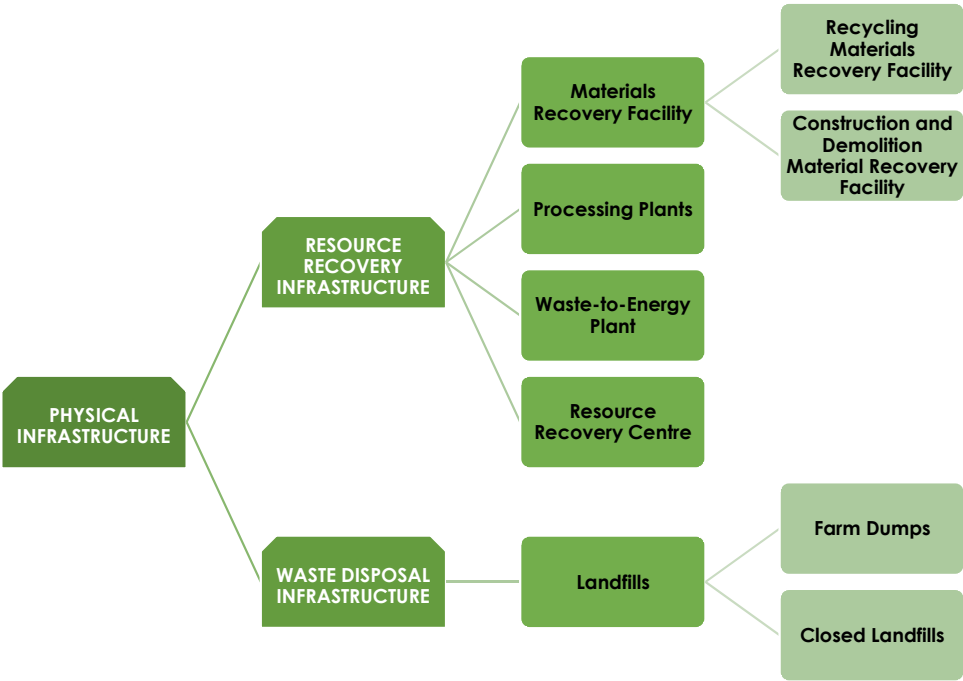 PHYSICAL
INFRASTRUCTURE
RESOURCE
RECOVERY
INFRASTRUCTURE
Materials
Recovery Facility
Recycling
Materials
Recovery Facility
Construction and
Demolition
Material Recovery
Facility
Processing Plants
Waste-to-Energy
Plant
Resource
Recovery Centre
WASTE DISPOSAL
INFRASTRUCTURE
Landfills
Farm Dumps
Closed Landfills